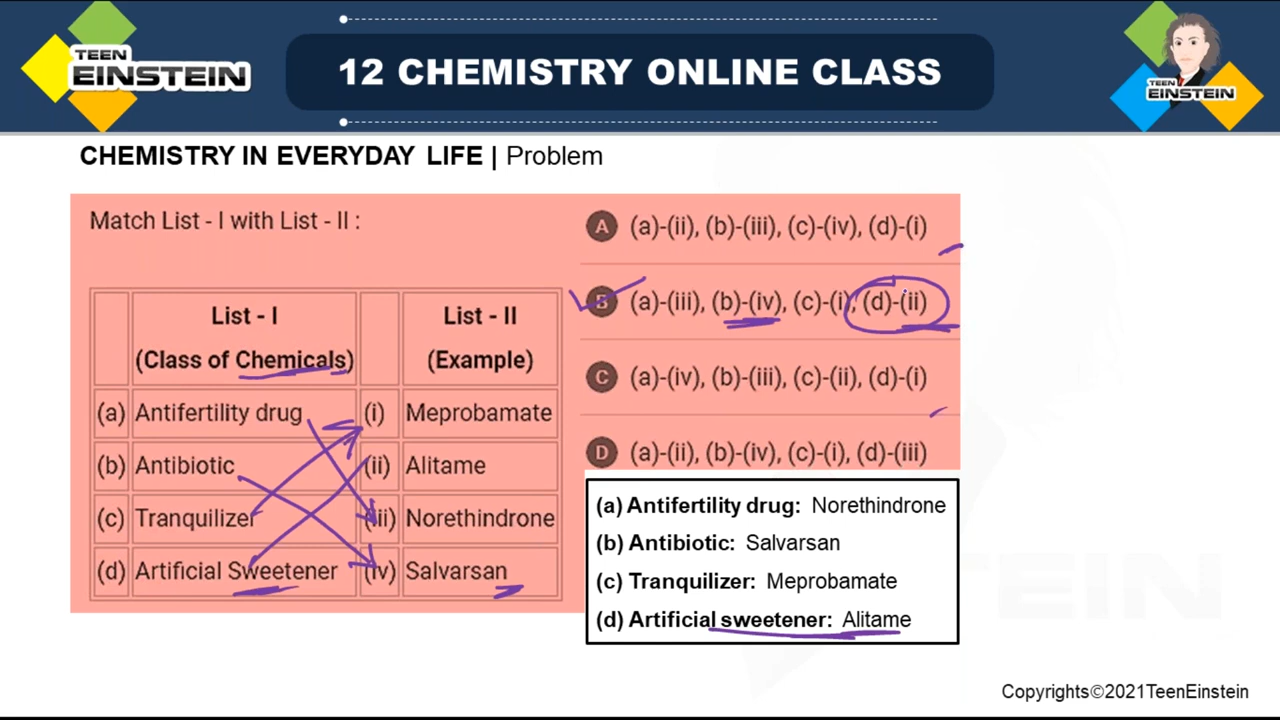 TEEN
EINSTEIN
12 CHEMISTRY ONLINE CLASS
TEEN
EINSTEIN
CHEMISTRY IN EVERYDAY LIFE | Problem
Match List - I with List - II :
List - I
(Class of Chemicals)
List - II
(Example)
(a) Antifertility drug (i) Meprobamate
(b) Antibiotic (ii) Alitame
(c) Tranquilizer (iii) Norethindrone
(d) Artificial Sweetener (iv) Salvarsan
A (a)-(ii), (b)-(iii), (c)-(iv), (d)-(i)
B (a)-(iii), (b)-(iv), (c)-(i), (d)-(ii)
C (a)-(iv), (b)-(iii), (c)-(ii), (d)-(i)
D (a)-(ii), (b)-(iv), (c)-(i), (d)-(iii)
(a) Antifertility drug: Norethindrone
(b) Antibiotic: Salvarsan
(c) Tranquilizer: Meprobamate
(d) Artificial sweetener: Alitame
Copyrights©2021TeenEinstein